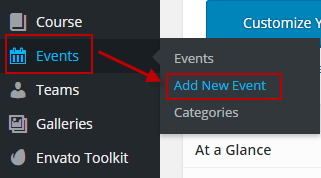 Course
Events
Teams
Galleries
Envato Toolkit
Events
Add New Event
Categories
Customize Y
At a Glance